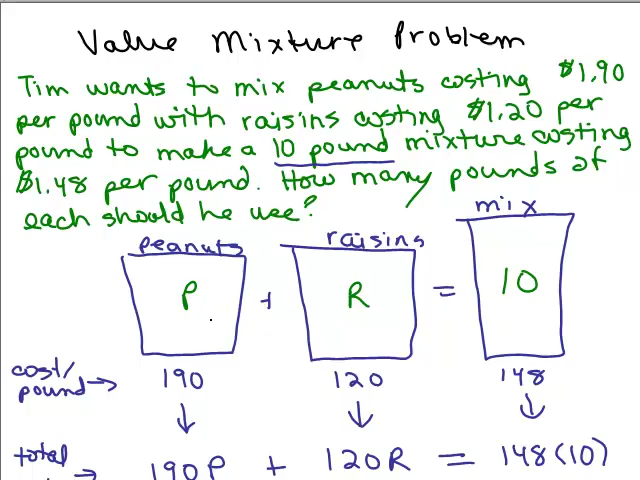 Value Mixture Problem
Tim wants to mix peanuts costing $1.90
per pound with raisins costing $1.20 per
pound to make a 10 pound mixture costing
$1.48 per pound. How many pounds of
each should he use?
peanuts raisins mix
P + R = 10
cost/
pound → 190 120 148
↓ ↓ ↓
total
→ 190P + 120R = 148(10)